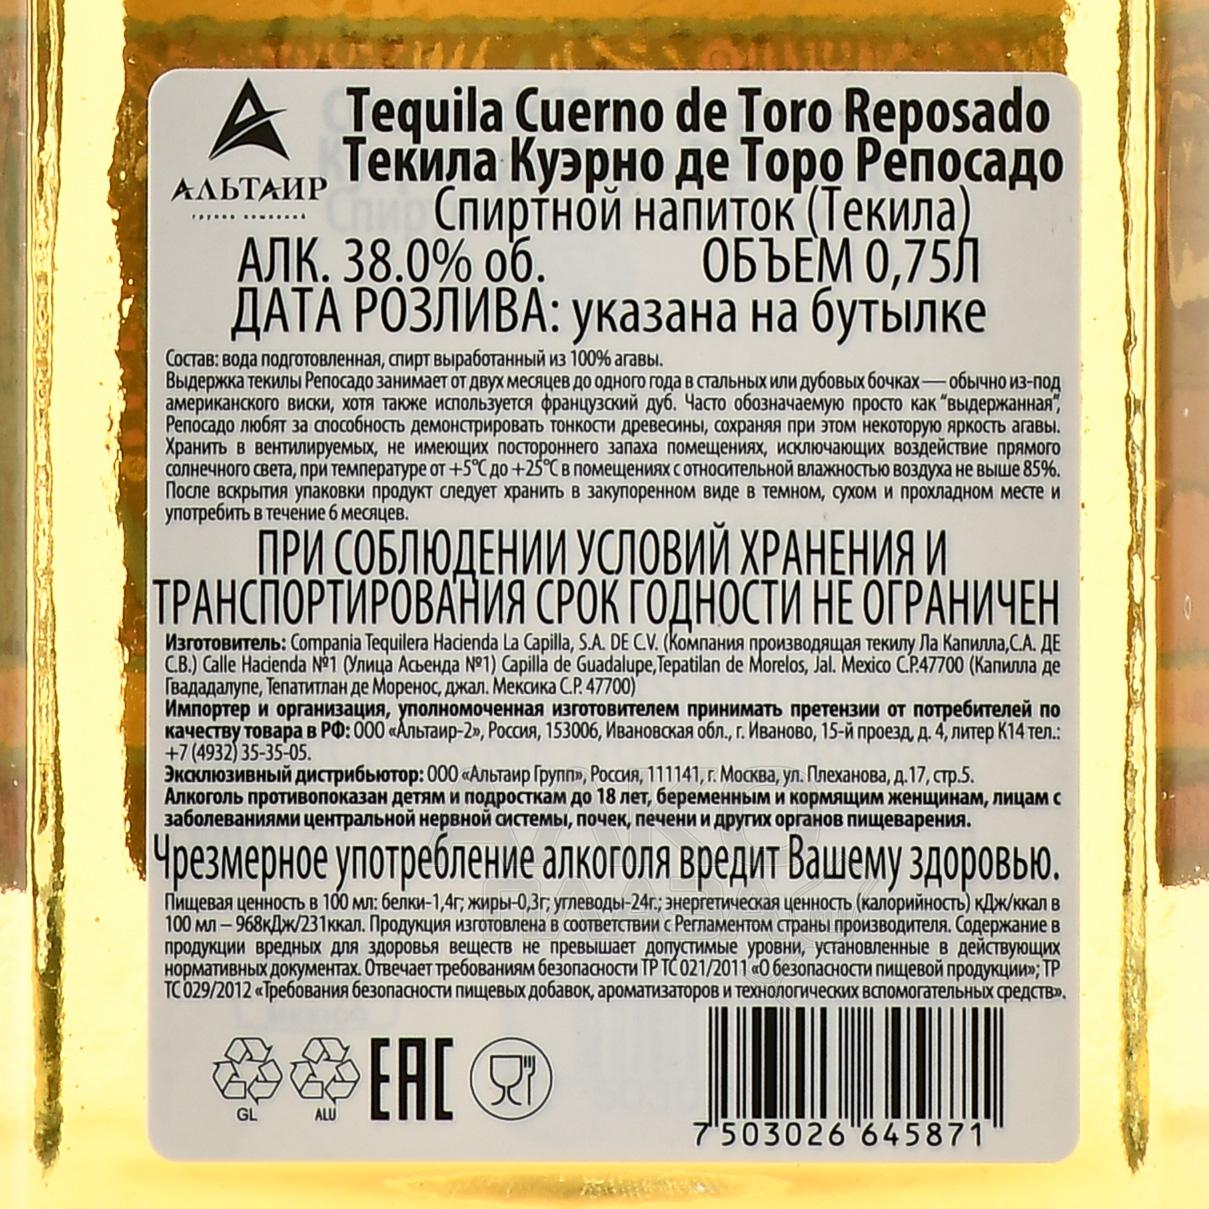 Tequila Cuerno de Toro Reposado
АЛЬТАИР
группа компаний
Текила Куэрно де Торо Репосадо
Спиртной напиток (Текила)
АЛК. 38.0% об. ОБЪЕМ 0,75Л
ДАТА РОЗЛИВА: указана на бутылке
Состав: вода подготовленная, спирт выработанный из 100% агавы.
Выдержка текилы Репосадо занимает от двух месяцев до одного года в стальных или дубовых бочках — обычно из-под
американского виски, хотя также используется французский дуб. Часто обозначаемую просто как "выдержанная",
Репосадо любят за способность демонстрировать тонкости древесины, сохраняя при этом некоторую яркость агавы.
Хранить в вентилируемых, не имеющих постороннего запаха помещениях, исключающих воздействие прямого
солнечного света, при температуре от +5°С до +25°С в помещениях с относительной влажностью воздуха не выше 85%.
После вскрытия упаковки продукт следует хранить в закупоренном виде в темном, сухом и прохладном месте и
употребить в течение 6 месяцев.
ПРИ СОБЛЮДЕНИИ УСЛОВИЙ ХРАНЕНИЯ И
ТРАНСПОРТИРОВАНИЯ СРОК ГОДНОСТИ НЕ ОГРАНИЧЕН
Изготовитель: Compania Tequilera Hacienda La Capilla, S.A. DE C.V. (Компания производящая текилу Ла Капилла,С.А. ДЕ
С.В.) Calle Hacienda №1 (Улица Асьенда №1) Capilla de Guadalupe,Tepatilan de Morelos, Jal. Mexico C.P.47700 (Капилла де
Гвададалупе, Тепатитлан де Моренос, джал. Мексика С.Р. 47700)
Импортер и организация, уполномоченная изготовителем принимать претензии от потребителей по
качеству товара в РФ: ООО «Альтаир-2», Россия, 153006, Ивановская обл., г. Иваново, 15-й проезд, д. 4, литер К14 тел.:
+7 (4932) 35-35-05.
Эксклюзивный дистрибьютор: ООО «Альтаир Групп», Россия, 111141, г. Москва, ул. Плеханова, д.17, стр.5.
Алкоголь противопоказан детям и подросткам до 18 лет, беременным и кормящим женщинам, лицам с
заболеваниями центральной нервной системы, почек, печени и других органов пищеварения.
Чрезмерное употребление алкоголя вредит Вашему здоровью.
Пищевая ценность в 100 мл: белки-1,4г; жиры-0,3г; углеводы-24г.; энергетическая ценность (калорийность) кДж/ккал в
100 мл – 968кДж/231ккал. Продукция изготовлена в соответствии с Регламентом страны производителя. Содержание в
продукции вредных для здоровья веществ не превышает допустимые уровни, установленные в действующих
нормативных документах. Отвечает требованиям безопасности ТР ТС 021/2011 «О безопасности пищевой продукции»; ТР
ТС 029/2012 «Требования безопасности пищевых добавок, ароматизаторов и технологических вспомогательных средств».
GL ALU EAC
7 503026 645871